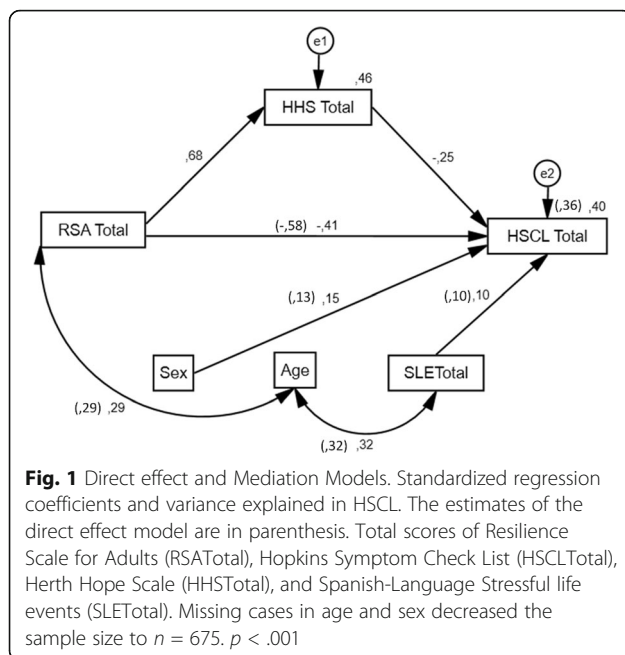 e1
,46
HHS Total
,68
-,25
e2
(,36) ,40
RSA Total
(-,58) -,41
HSCL Total
(,13) ,15
(,10),10
Sex
Age
SLETotal
(,29) ,29
(,32) ,32
Fig. 1 Direct effect and Mediation Models. Standardized regression
coefficients and variance explained in HSCL. The estimates of the
direct effect model are in parenthesis. Total scores of Resilience
Scale for Adults (RSATotal), Hopkins Symptom Check List (HSCLTotal),
Herth Hope Scale (HHSTotal), and Spanish-Language Stressful life
events (SLETotal). Missing cases in age and sex decreased the
sample size to n = 675. p < .001